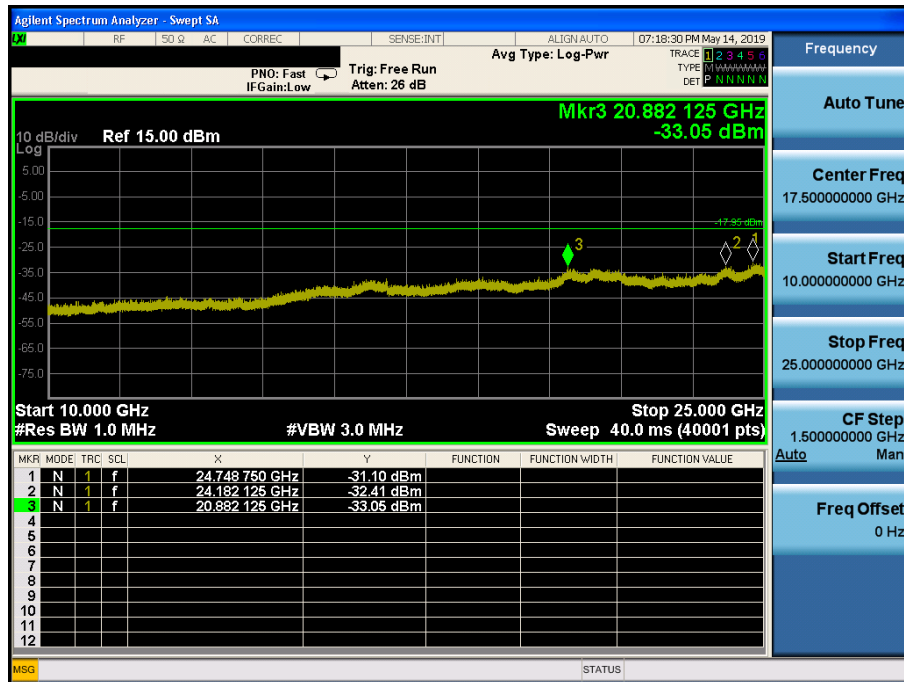 Agilent Spectrum Analyzer - Swept SA
LXI RF 50 Ω AC CORREC SENSE:INT ALIGN AUTO 07:18:30 PM May 14, 2019
Avg Type: Log-Pwr
TRACE 1 2 3 4 5 6
TYPE M WWWWW
DET P N N N N N
PNO: Fast
IFGain:Low
Trig: Free Run
Atten: 26 dB
Mkr3 20.882 125 GHz
-33.05 dBm
10 dB/div Ref 15.00 dBm
Log
5.00
-5.00
-15.0
-17.95 dBm
-25.0
3 2 1
-35.0
-45.0
-55.0
-65.0
-75.0
Start 10.000 GHz Stop 25.000 GHz
#Res BW 1.0 MHz #VBW 3.0 MHz Sweep 40.0 ms (40001 pts)
MKR MODE TRC SCL X Y FUNCTION FUNCTION WIDTH FUNCTION VALUE
1 N 1 f 24.748 750 GHz -31.10 dBm
2 N 1 f 24.182 125 GHz -32.41 dBm
3 N 1 f 20.882 125 GHz -33.05 dBm
4
5
6
7
8
9
10
11
12
MSG STATUS
Frequency
Auto Tune
Center Freq
17.500000000 GHz
Start Freq
10.000000000 GHz
Stop Freq
25.000000000 GHz
CF Step
1.500000000 GHz
Auto Man
Freq Offset
0 Hz